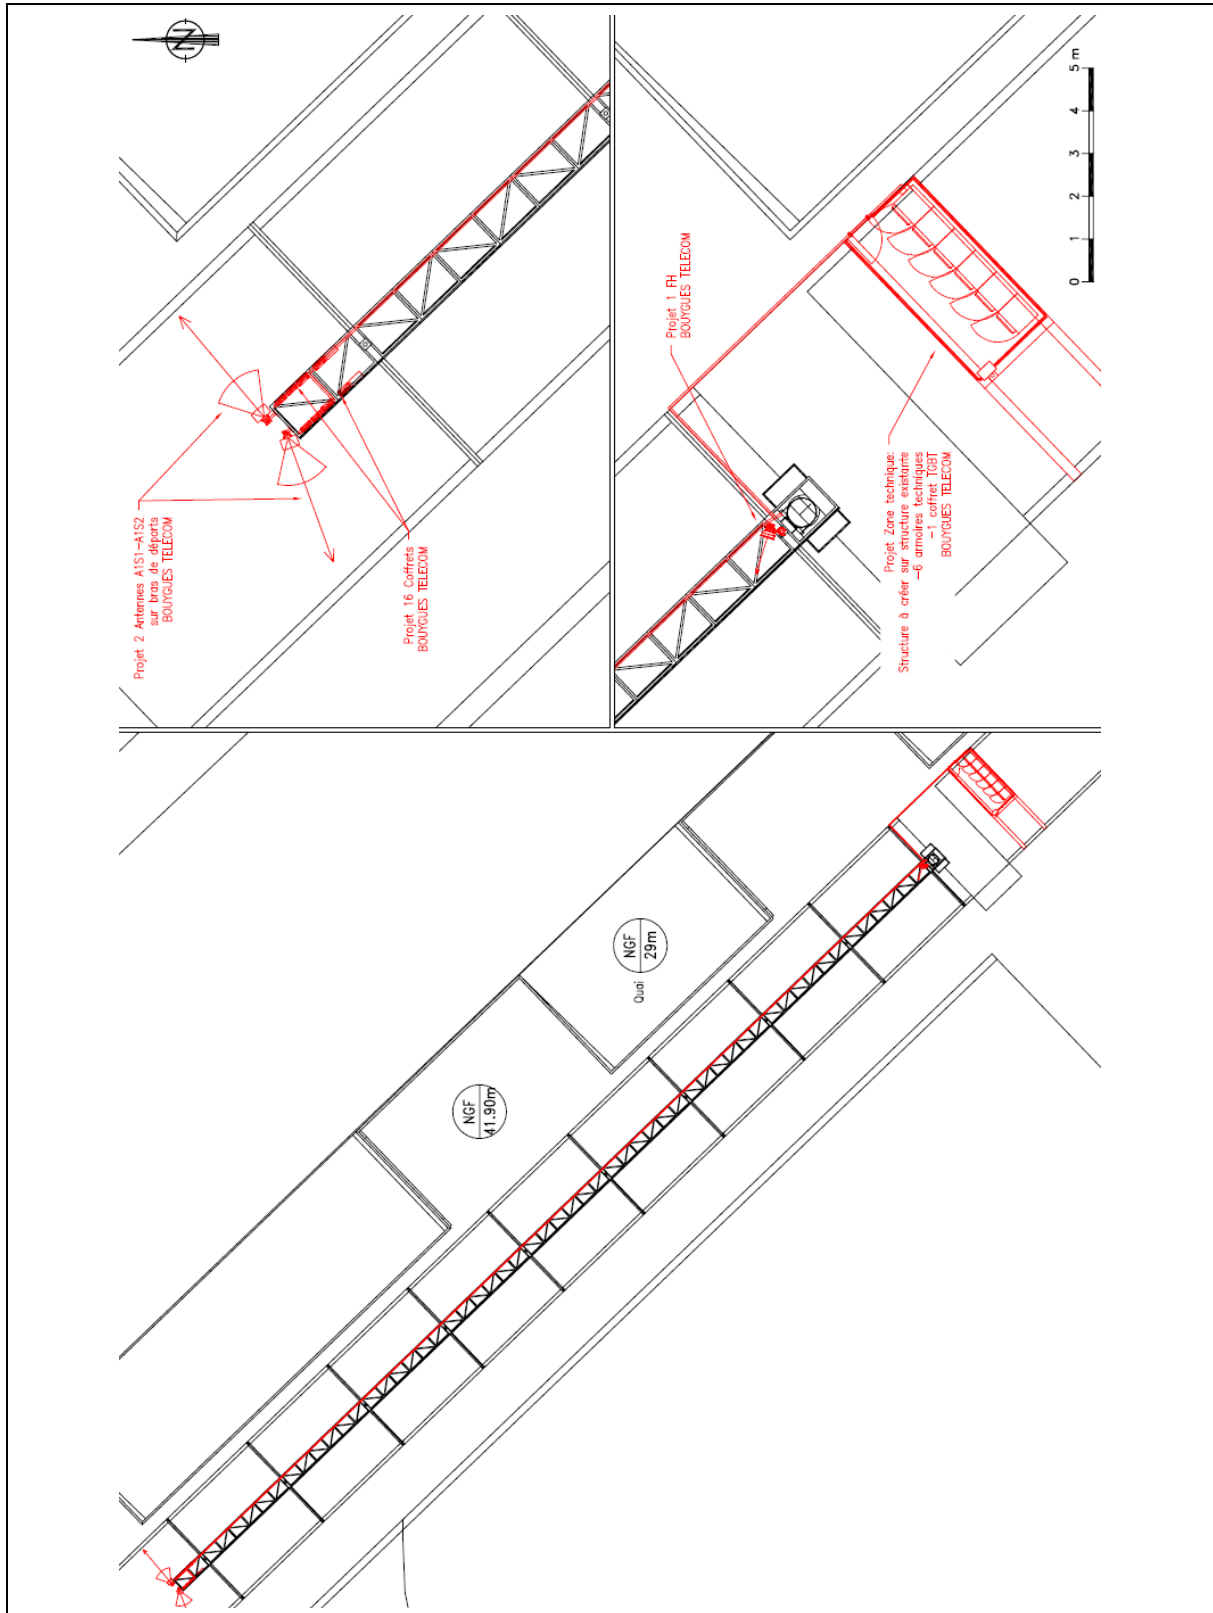 N
Projet 2 Antennes A1S1-A1S2
sur bras de déports
BOUYGUES TELECOM
Projet 16 Coffrets
BOUYGUES TELECOM
Projet 1 FH
BOUYGUES TELECOM
0 1 2 3 4 5 m
Projet Zone technique:
Structure à créer sur structure existante
-6 armoires techniques
-1 coffret TGBT
BOUYGUES TELECOM
NGF
29m
Quai
NGF
41.90m